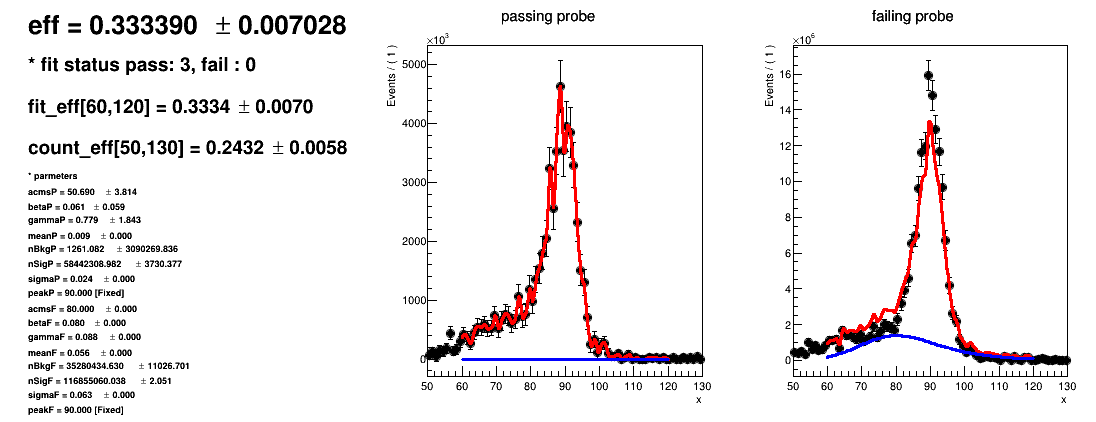 eff = 0.333390 ± 0.007028
* fit status pass: 3, fail : 0
fit_eff[60,120] = 0.3334 ± 0.0070
count_eff[50,130] = 0.2432 ± 0.0058
* parmeters
acmsP = 50.690 ± 3.814
betaP = 0.061 ± 0.059
gammaP = 0.779 ± 1.843
meanP = 0.009 ± 0.000
nBkgP = 1261.082 ± 3090269.836
nSigP = 58442308.982 ± 3730.377
sigmaP = 0.024 ± 0.000
peakP = 90.000 [Fixed]
acmsF = 80.000 ± 0.000
betaF = 0.080 ± 0.000
gammaF = 0.088 ± 0.000
meanF = 0.056 ± 0.000
nBkgF = 35280434.630 ± 11026.701
nSigF = 116855060.038 ± 2.051
sigmaF = 0.063 ± 0.000
peakF = 90.000 [Fixed]
passing probe
×10³
Events / ( 1 )
5000
4000
3000
2000
1000
0
50 60 70 80 90 100 110 120 130
x
failing probe
×10⁶
Events / ( 1 )
16
14
12
10
8
6
4
2
0
50 60 70 80 90 100 110 120 130
x